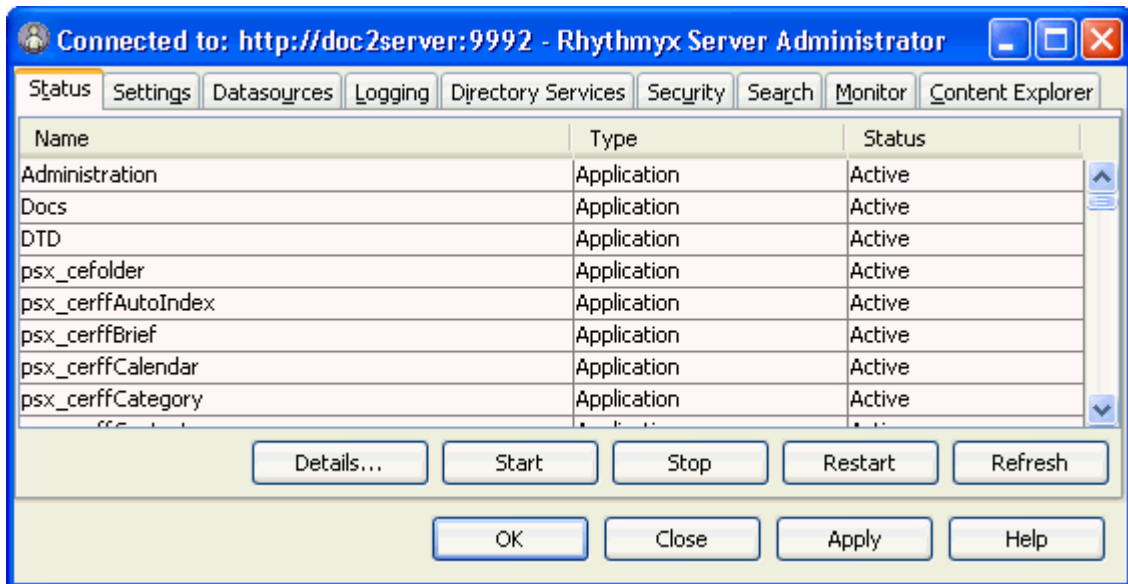 Connected to: http://doc2server:9992 - Rhythmyx Server Administrator
Status Settings Datasources Logging Directory Services Security Search Monitor Content Explorer
Name Type Status
Administration Application Active
Docs Application Active
DTD Application Active
psx_cefolder Application Active
psx_cerffAutoIndex Application Active
psx_cerffBrief Application Active
psx_cerffCalendar Application Active
psx_cerffCategory Application Active
Details... Start Stop Restart Refresh
OK Close Apply Help